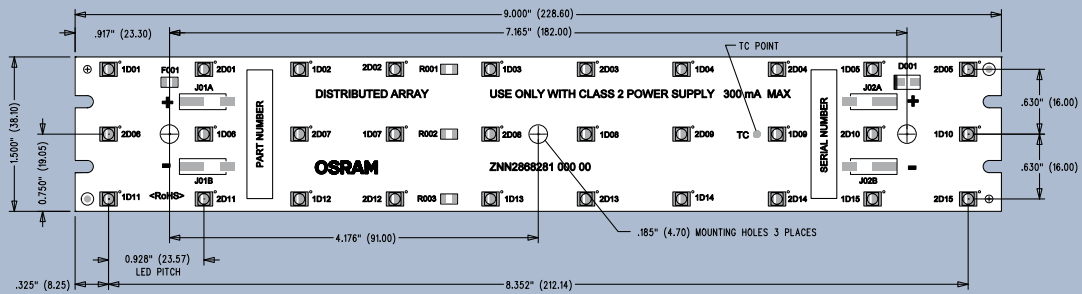 9.000" (228.60)
.917" (23.30)
7.165" (182.00)
TC POINT
1D01 F001 2D01 1D02 2D02 R001 1D03 2D03 1D04 2D04 1D05 D001 2D05
J01A J02A
+ DISTRIBUTED ARRAY USE ONLY WITH CLASS 2 POWER SUPPLY 300 mA MAX +
.630" (16.00)
1.500" (38.10)
0.750" (19.05)
PART NUMBER
SERIAL NUMBER
2D06 1D06 2D07 1D07 R002 2D08 1D08 2D09 TC 1D09 2D10 1D10
- OSRAM ZNN2868281 000 00 -
.630" (16.00)
J01B J02B
1D11 <RoHS> 2D11 1D12 2D12 R003 1D13 2D13 1D14 2D14 1D15 2D15
.185" (4.70) MOUNTING HOLES 3 PLACES
4.176" (91.00)
0.928" (23.57)
LED PITCH
.325" (8.25)
8.352" (212.14)